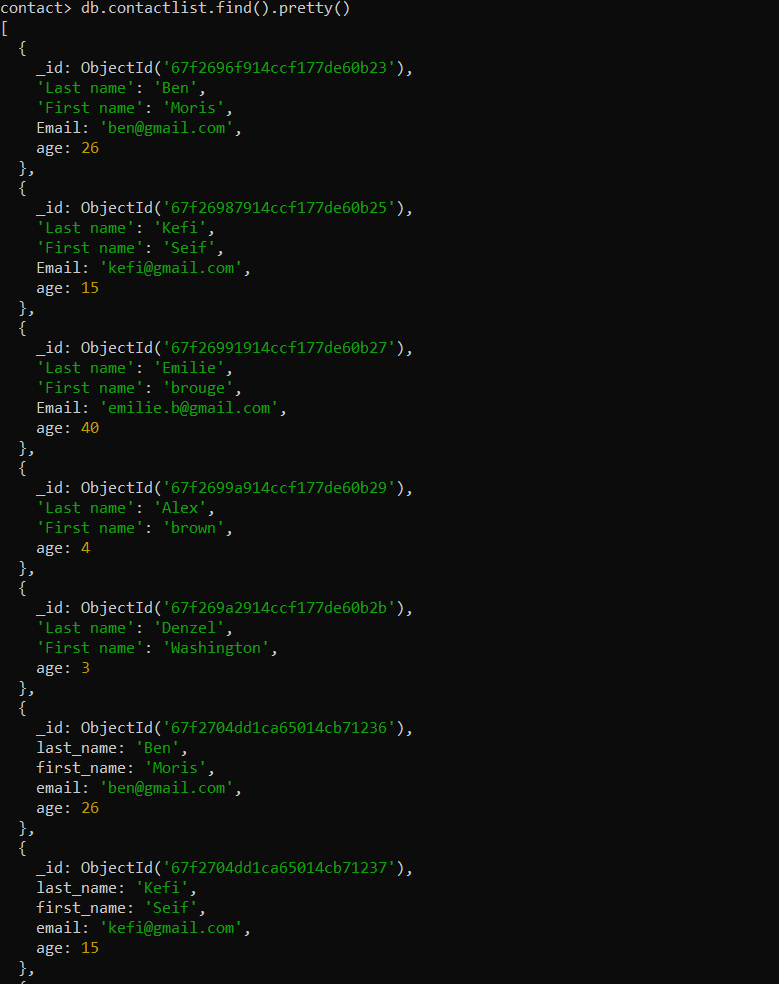 contact> db.contactlist.find().pretty()
[
  {
    _id: ObjectId('67f2696f914ccf177de60b23'),
    'Last name': 'Ben',
    'First name': 'Moris',
    Email: 'ben@gmail.com',
    age: 26
  },
  {
    _id: ObjectId('67f26987914ccf177de60b25'),
    'Last name': 'Kefi',
    'First name': 'Seif',
    Email: 'kefi@gmail.com',
    age: 15
  },
  {
    _id: ObjectId('67f26991914ccf177de60b27'),
    'Last name': 'Emilie',
    'First name': 'brouge',
    Email: 'emilie.b@gmail.com',
    age: 40
  },
  {
    _id: ObjectId('67f2699a914ccf177de60b29'),
    'Last name': 'Alex',
    'First name': 'brown',
    age: 4
  },
  {
    _id: ObjectId('67f269a2914ccf177de60b2b'),
    'Last name': 'Denzel',
    'First name': 'Washington',
    age: 3
  },
  {
    _id: ObjectId('67f2704dd1ca65014cb71236'),
    last_name: 'Ben',
    first_name: 'Moris',
    email: 'ben@gmail.com',
    age: 26
  },
  {
    _id: ObjectId('67f2704dd1ca65014cb71237'),
    last_name: 'Kefi',
    first_name: 'Seif',
    email: 'kefi@gmail.com',
    age: 15
  },